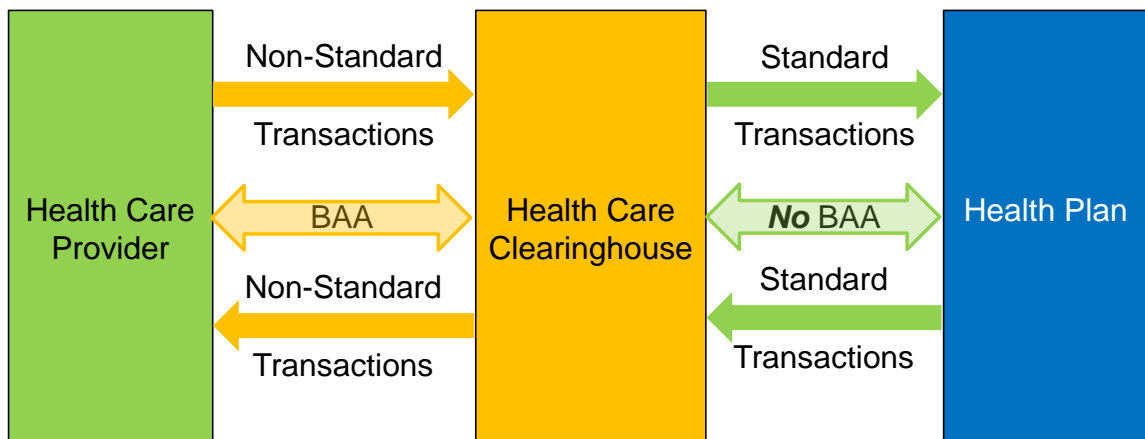 Non-Standard
Transactions
Standard
Transactions
Health Care
Provider
BAA
Health Care
Clearinghouse
No BAA
Health Plan
Non-Standard
Transactions
Standard
Transactions